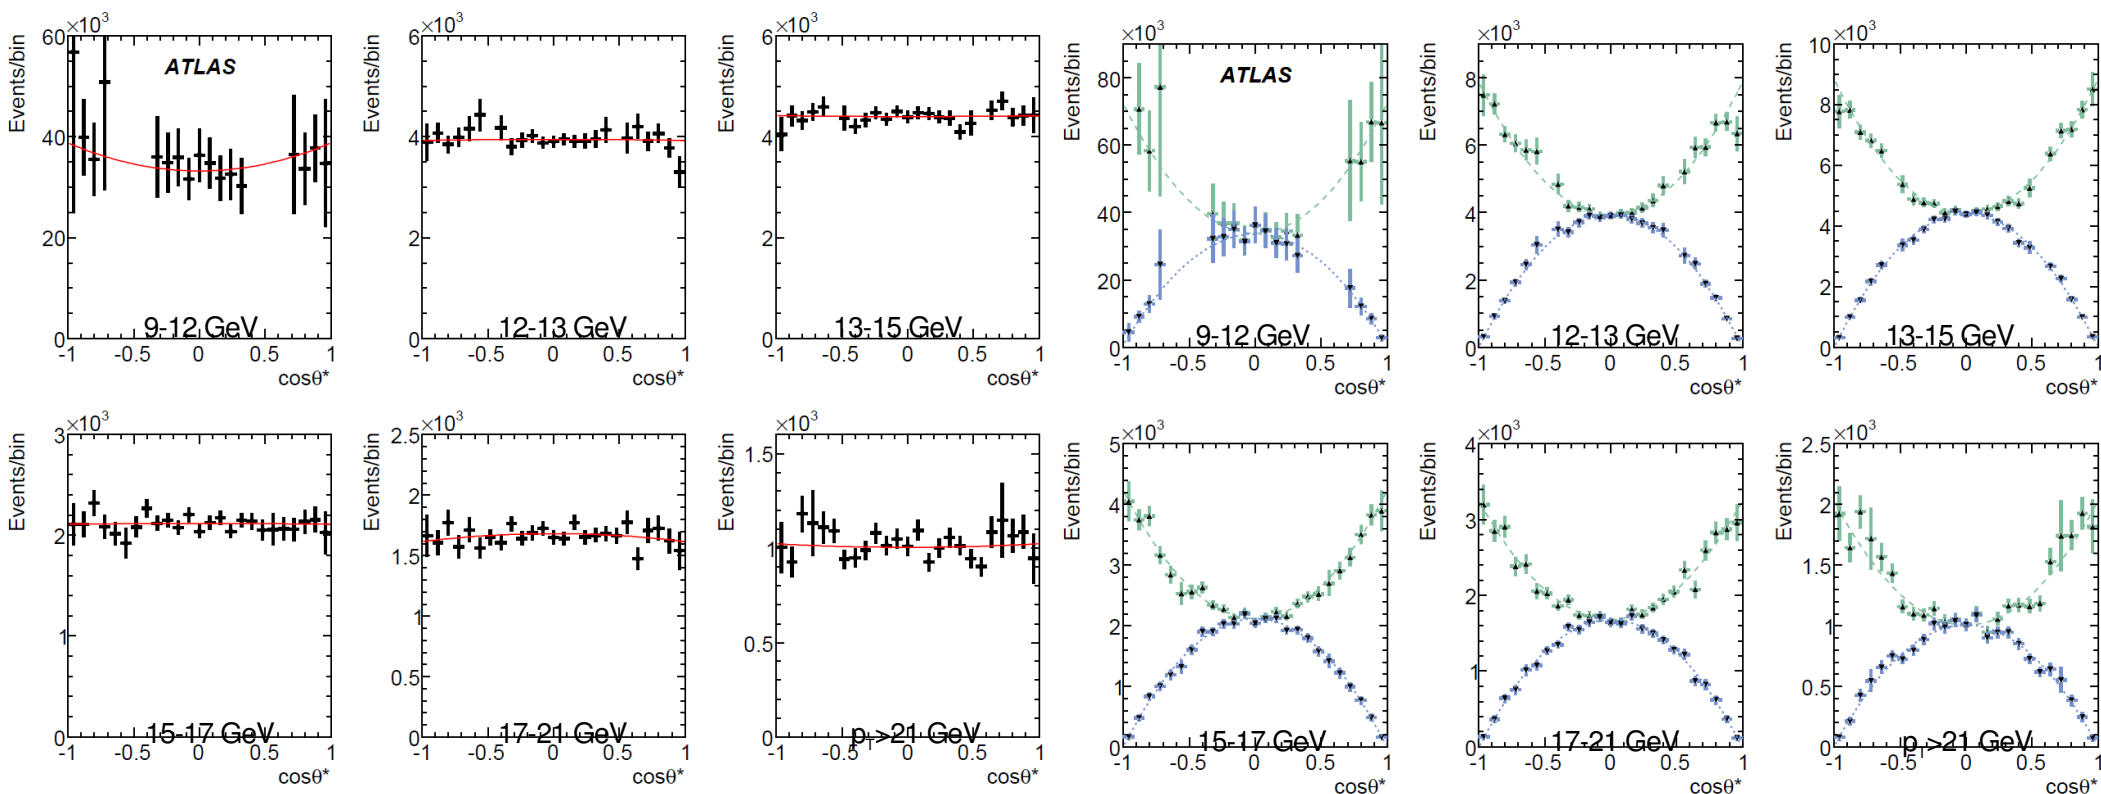 ×10³ ×10³ ×10³ ×10³ ×10³ ×10³
Events/bin Events/bin Events/bin Events/bin Events/bin Events/bin
ATLAS ATLAS
60 6 6 80 8 10
40 4 4 60 6 8
20 2 2 40 4 6
20 2 4
2
0 0 0 0 0 0
9-12 GeV 12-13 GeV 13-15 GeV 9-12 GeV 12-13 GeV 13-15 GeV
-1 -0.5 0 0.5 1 -1 -0.5 0 0.5 1 -1 -0.5 0 0.5 1 -1 -0.5 0 0.5 1 -1 -0.5 0 0.5 1 -1 -0.5 0 0.5 1
cosθ* cosθ* cosθ* cosθ* cosθ* cosθ*
×10³ ×10³ ×10³ ×10³ ×10³ ×10³
Events/bin Events/bin Events/bin Events/bin Events/bin Events/bin
3 2.5 1.5 5 4 2.5
2 2 1 4 3 2
1 1.5 0.5 3 2 1.5
1 2 1 1
0.5 1 0.5
0 0 0 0 0 0
15-17 GeV 17-21 GeV p_T>21 GeV 15-17 GeV 17-21 GeV p_T>21 GeV
-1 -0.5 0 0.5 1 -1 -0.5 0 0.5 1 -1 -0.5 0 0.5 1 -1 -0.5 0 0.5 1 -1 -0.5 0 0.5 1 -1 -0.5 0 0.5 1
cosθ* cosθ* cosθ* cosθ* cosθ* cosθ*